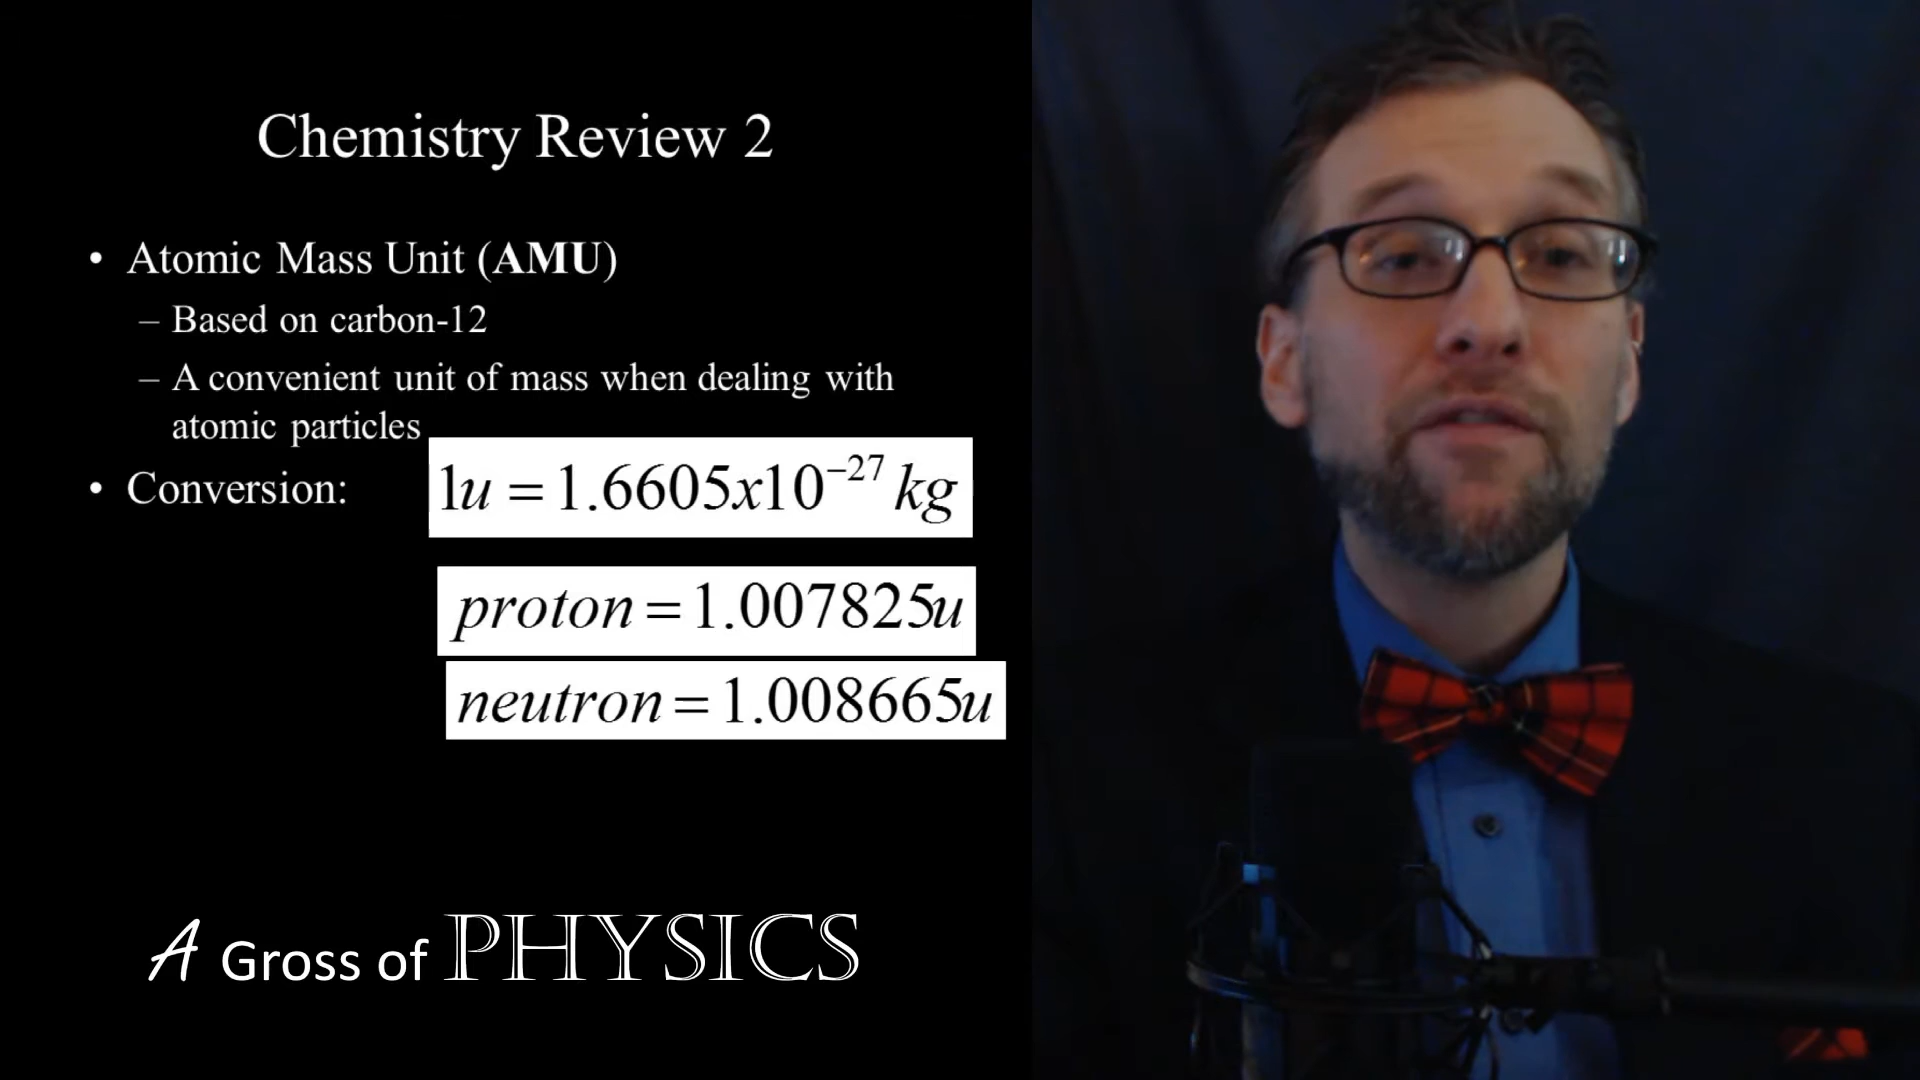 Chemistry Review 2
• Atomic Mass Unit (AMU)
– Based on carbon-12
– A convenient unit of mass when dealing with
atomic particles
• Conversion: 1u = 1.6605x10⁻²⁷ kg
proton = 1.007825u
neutron = 1.008665u
A Gross of PHYSICS